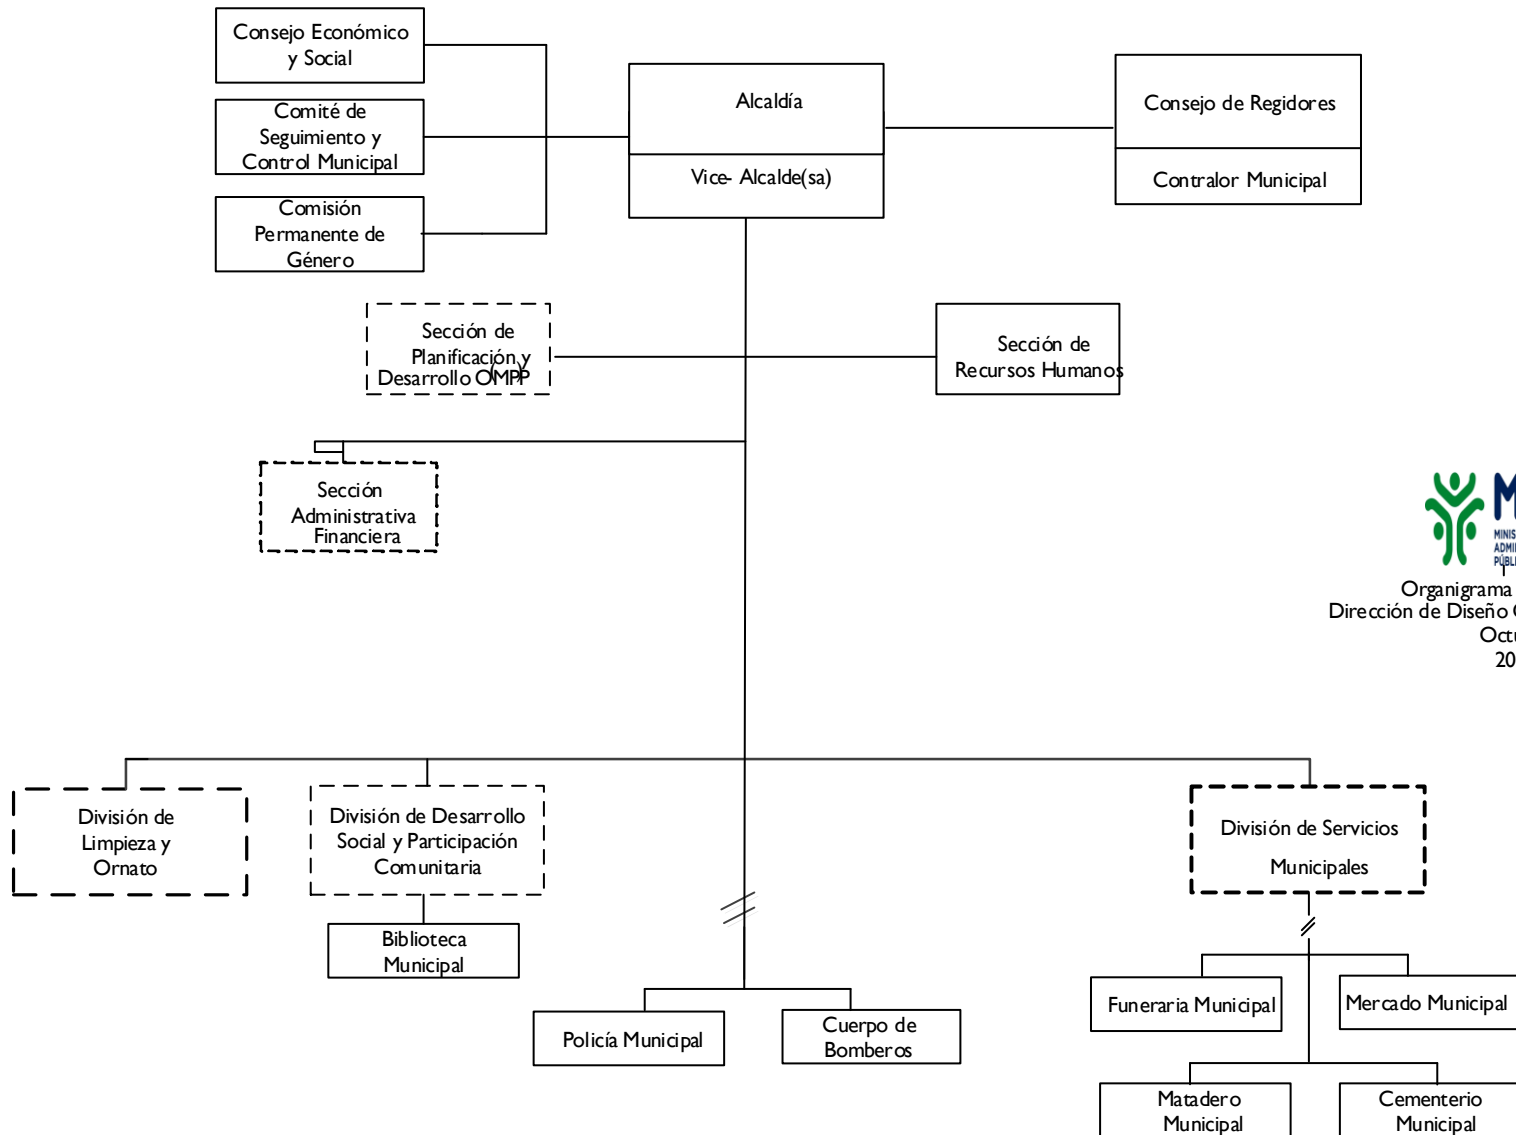 Consejo Económico
y Social
Comité de
Seguimiento y
Control Municipal
Comisión
Permanente de
Género
Alcaldía
Vice- Alcalde(sa)
Consejo de Regidores
Contralor Municipal
Sección de
Planificación y
Desarrollo (OMPP)
Sección de
Recursos Humanos
Sección
Administrativa
Financiera
Organigrama
Dirección de Diseño
División de
Limpieza y
Ornato
División de Desarrollo
Social y Participación
Comunitaria
Biblioteca
Municipal
Policía Municipal
Cuerpo de
Bomberos
División de Servicios
Municipales
Funeraria Municipal
Mercado Municipal
Matadero
Municipal
Cementerio
Municipal